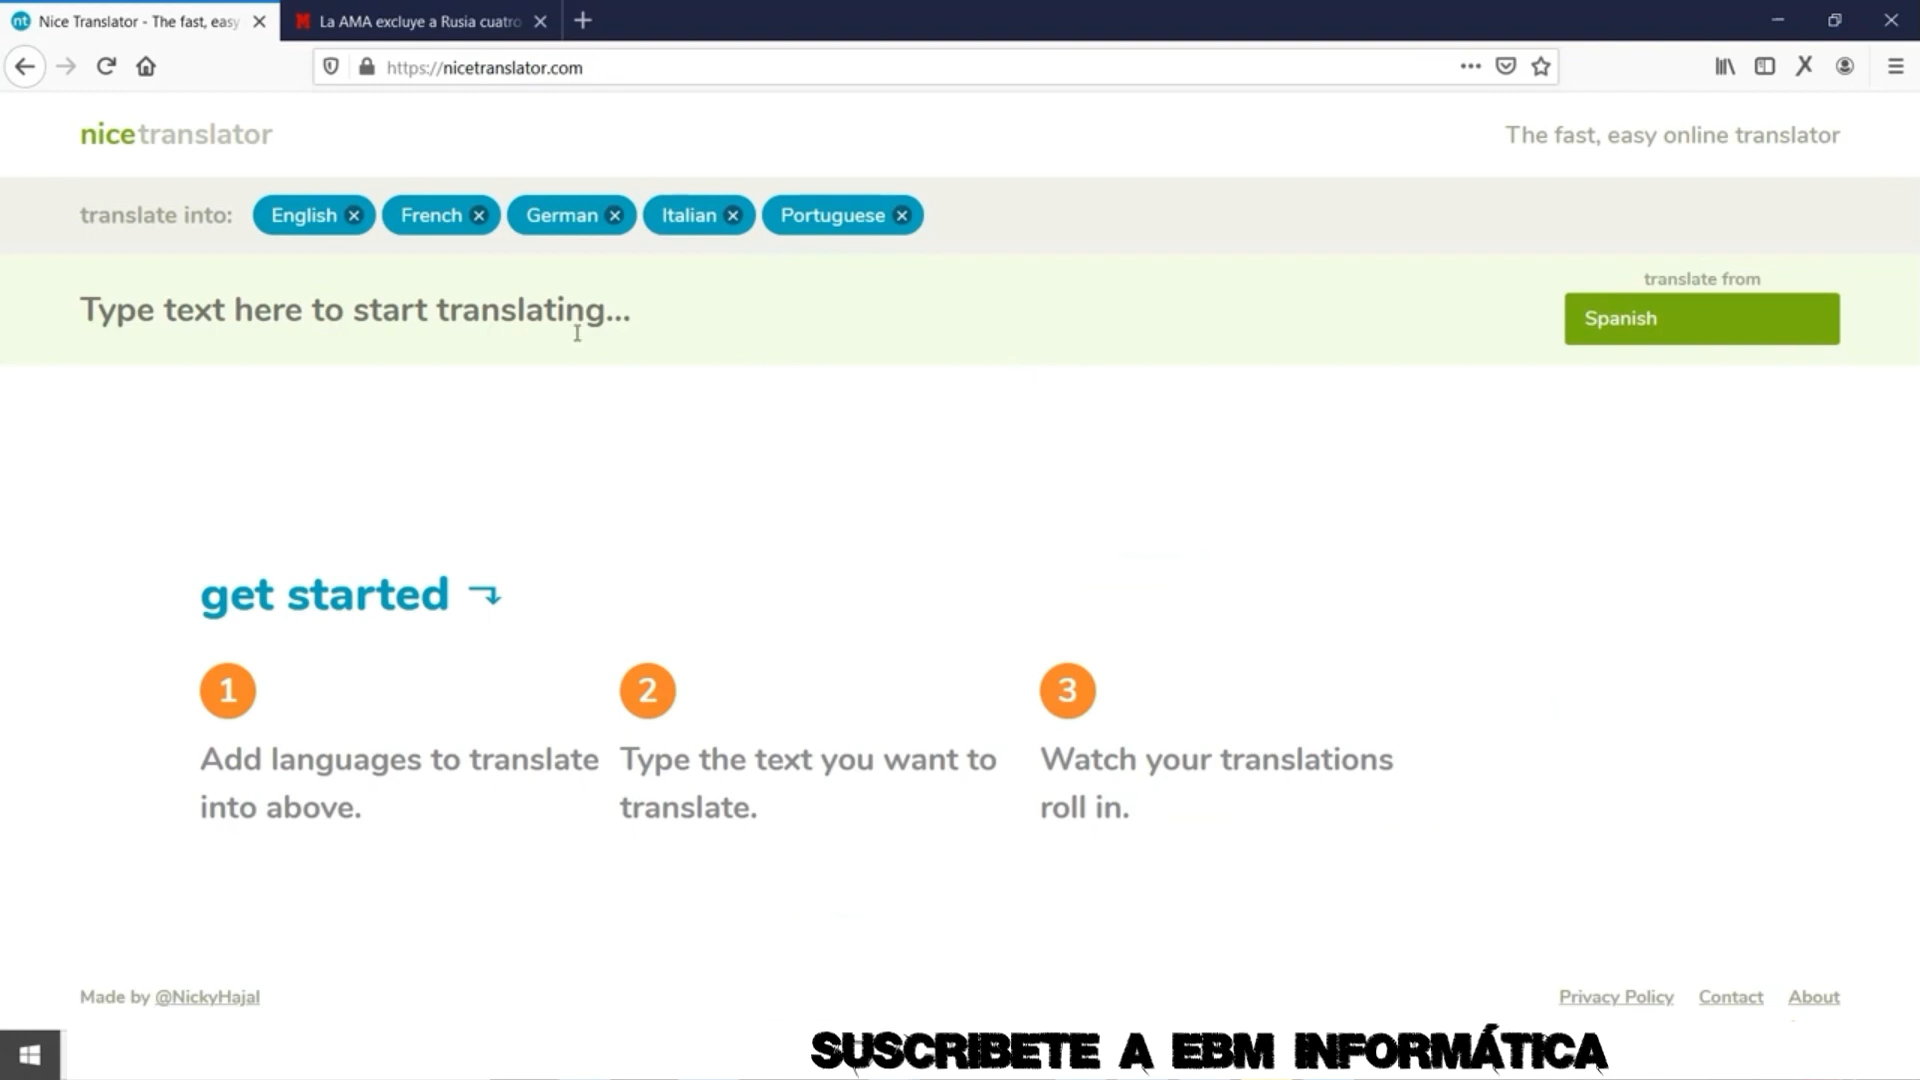 Nice Translator - The fast, easy
La AMA excluye a Rusia cuatro
https://nicetranslator.com
nicetranslator
The fast, easy online translator
translate into:
English
French
German
Italian
Portuguese
translate from
Type text here to start translating...
Spanish
get started
1
2
3
Add languages to translate
into above.
Type the text you want to
translate.
Watch your translations
roll in.
Made by @NickyHajal
Privacy Policy
Contact
About
SUSCRIBETE A EBM INFORMÁTICA